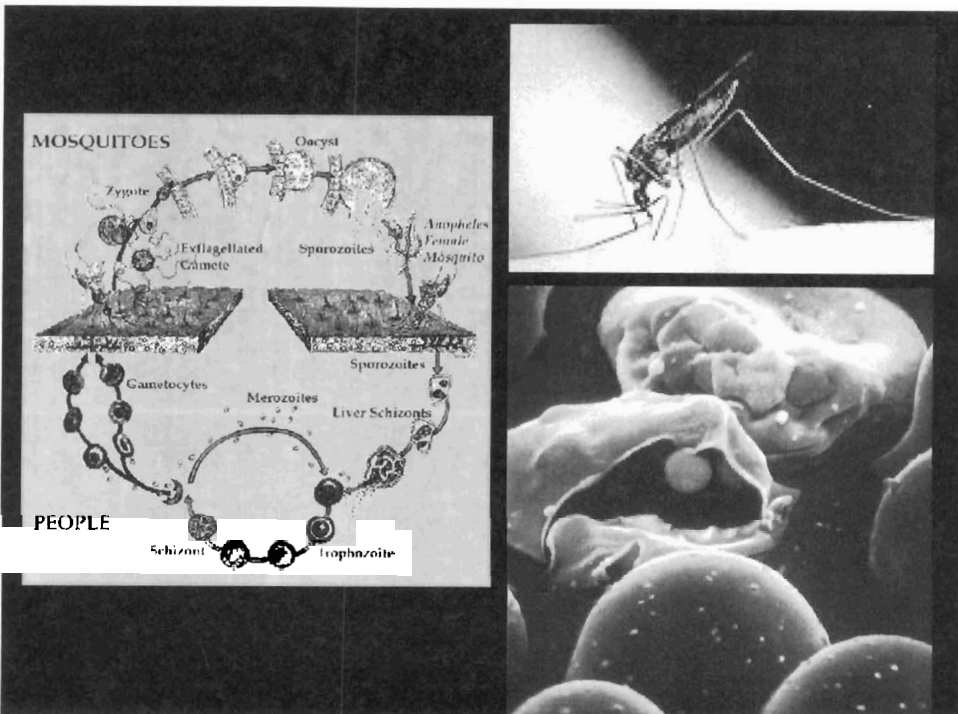 MOSQUITOES
Oocyst
Zygote
Exflagellated
Gamete
Sporozoites
Anopheles
Female
Mosquito
Sporozoites
Gametocytes
Merozoites
Liver Schizonts
PEOPLE
Schizont
Trophozoite